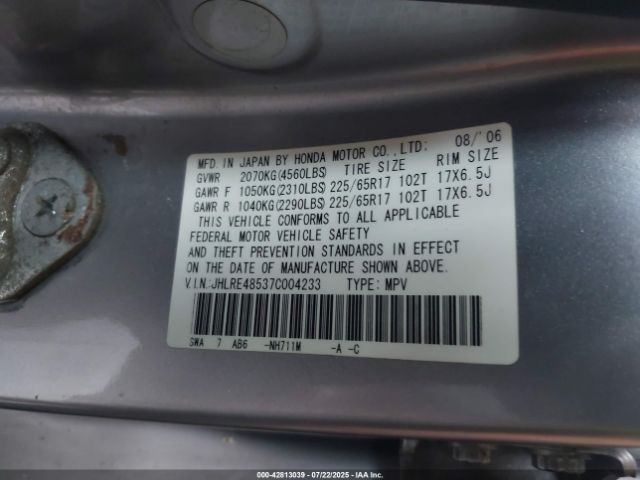 MFD. IN JAPAN BY HONDA MOTOR CO., LTD: 08/'06
GVWR 2070KG(4560LBS) TIRE SIZE RIM SIZE
GAWR F 1050KG(2310LBS) 225/65R17 102T 17X6.5J
GAWR R 1040KG(2290LBS) 225/65R17 102T 17X6.5J
THIS VEHICLE CONFORMS TO ALL APPLICABLE
FEDERAL MOTOR VEHICLE SAFETY
AND THEFT PREVENTION STANDARDS IN EFFECT
ON THE DATE OF MANUFACTURE SHOWN ABOVE.
V.I.N.:JHLRE48537C004233 TYPE: MPV
SWA 7 AB6 -NH711M -A -C
000-42813039 - 07/22/2025 - IAAI.com